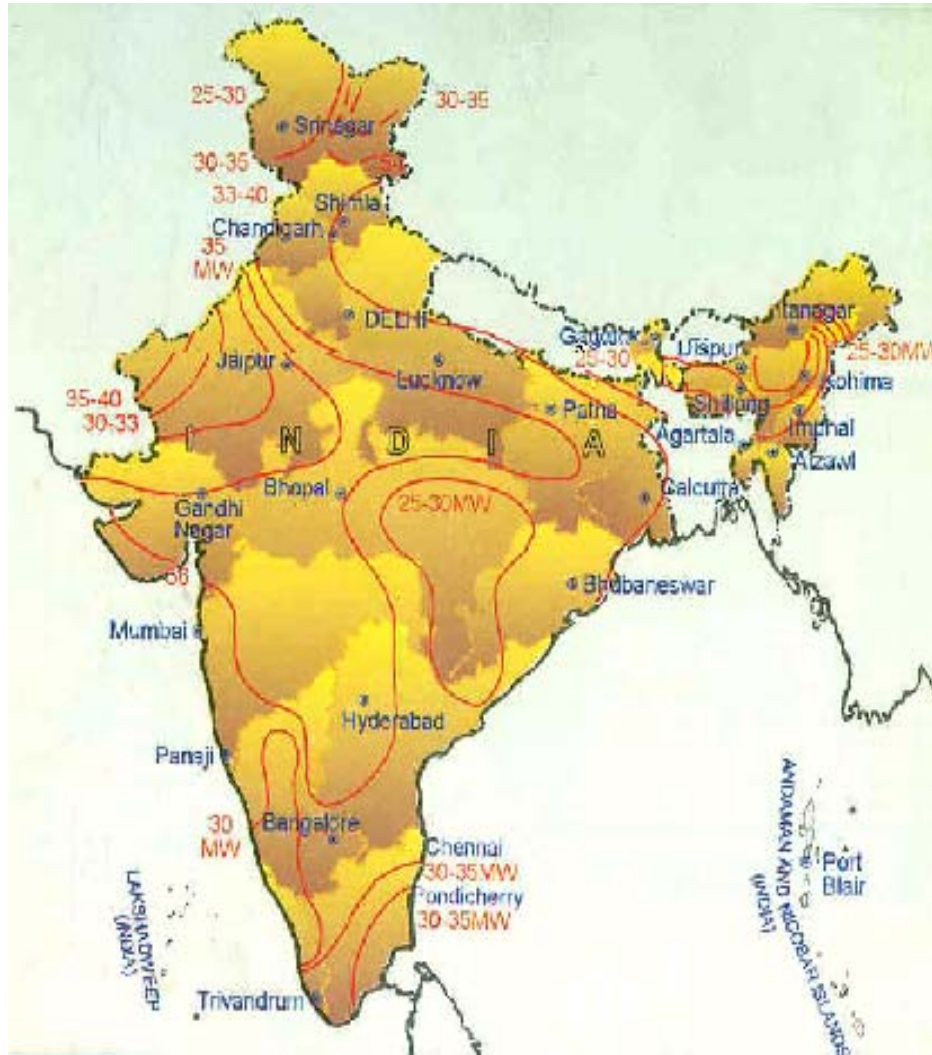 25-30
30-35
Srinagar
30-35
33-40
Shimla
Chandigarh
35
MW
DELHI
Gagtok
25-30
Itanagar
Dispur
25-30MW
Kohima
Jaipur
Lucknow
Patna
Shillong
35-40
30-33
Agartala
Imphal
Aizawl
I N D I A
Gandhi
Nagar
Bhopal
25-30MW
Calcutta
Bhubaneswar
Mumbai
Hyderabad
Panaji
30
MW
Bangalore
Chennai
30-35MW
Pondicherry
30-35MW
Trivandrum
LAKSHADWEEP
(INDIA)
ANDAMAN AND NICOBAR ISLANDS
(INDIA)
Port
Blair